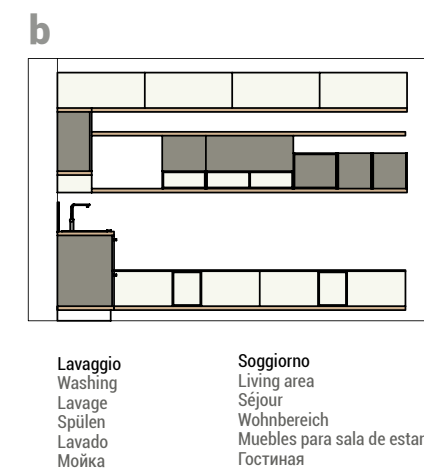 b
Lavaggio
Washing
Lavage
Spülen
Lavado
Мойка
Soggiorno
Living area
Séjour
Wohnbereich
Muebles para sala de estar
Гостиная